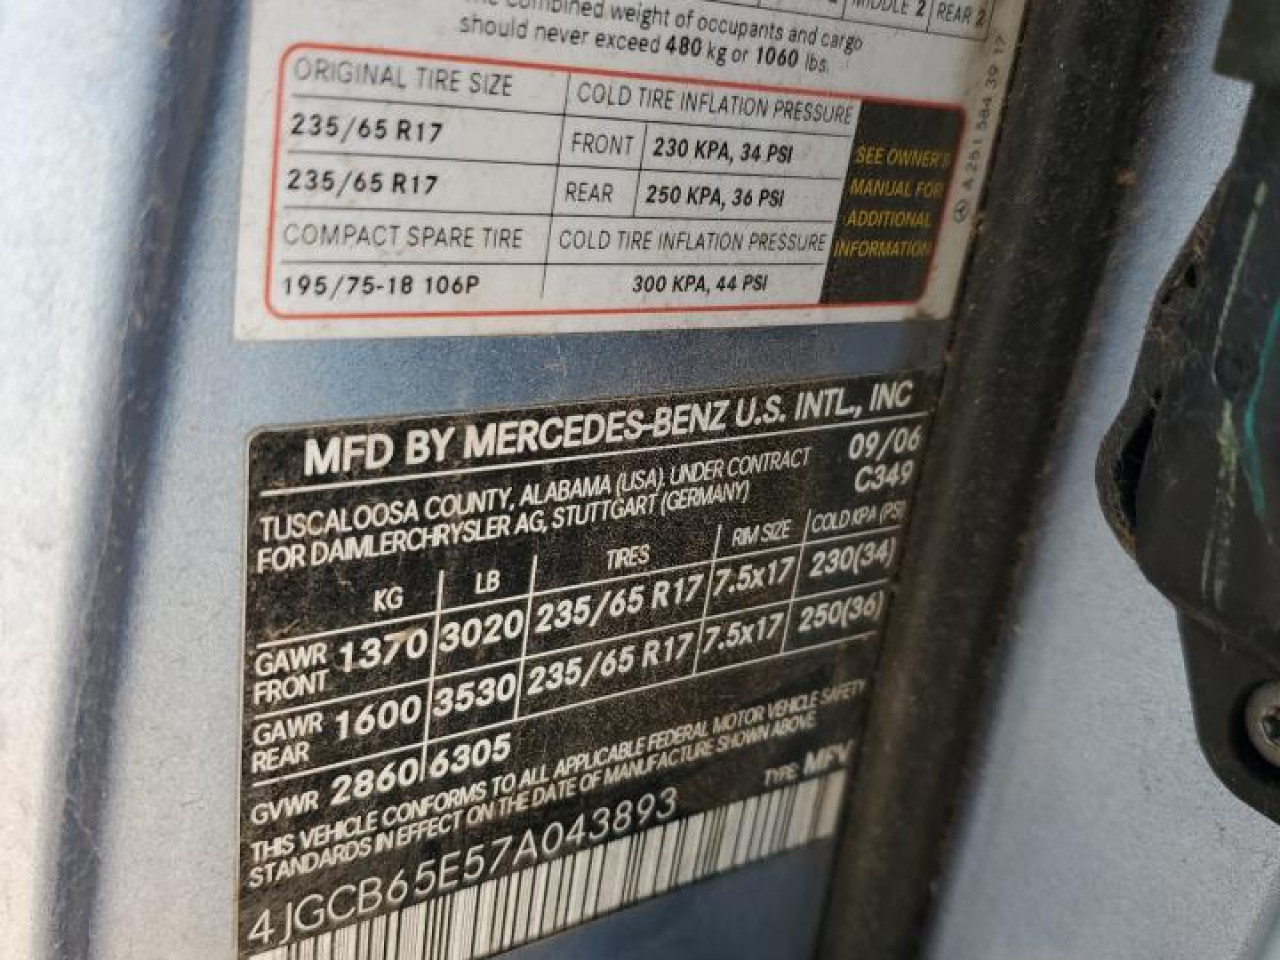 MIDDLE 2 REAR 2
combined weight of occupants and cargo
should never exceed 480 kg or 1060 lbs.
ORIGINAL TIRE SIZE COLD TIRE INFLATION PRESSURE
235/65 R17 FRONT 230 KPA, 34 PSI
235/65 R17 REAR 250 KPA, 36 PSI
COMPACT SPARE TIRE COLD TIRE INFLATION PRESSURE
195/75-18 106P 300 KPA, 44 PSI
SEE OWNER'S
MANUAL FOR
ADDITIONAL
INFORMATION
A 251 584 39 17
MFD BY MERCEDES-BENZ U.S. INTL., INC
TUSCALOOSA COUNTY, ALABAMA (USA) UNDER CONTRACT 09/06
FOR DAIMLERCHRYSLER AG, STUTTGART (GERMANY) C349
KG LB TIRES RIM SIZE COLD KPA (PSI
GAWR FRONT 1370 3020 235/65 R17 7.5x17 230(34)
GAWR REAR 1600 3530 235/65 R17 7.5x17 250(36)
GVWR 2860 6305
THIS VEHICLE CONFORMS TO ALL APPLICABLE FEDERAL MOTOR VEHICLE SAFETY
STANDARDS IN EFFECT ON THE DATE OF MANUFACTURE SHOWN ABOVE
4JGCB65E57A043893 TYPE: MPV